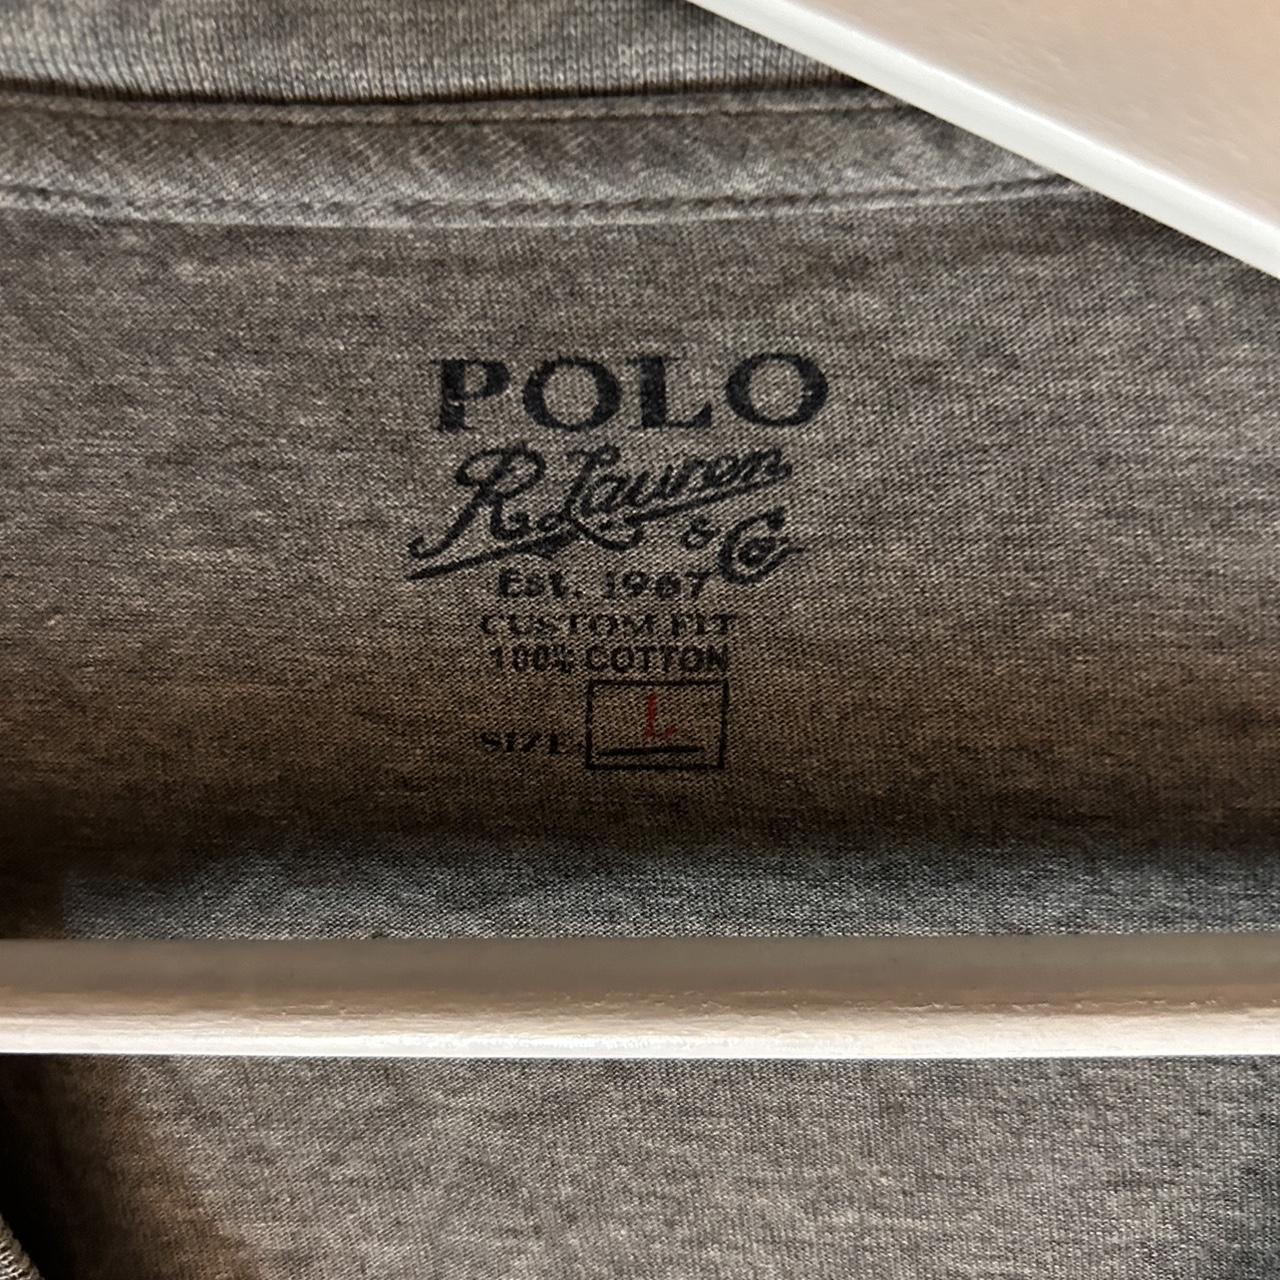 POLO
R. Lauren
& Co.
Est. 1967
CUSTOM FIT
100% COTTON
SIZE: L